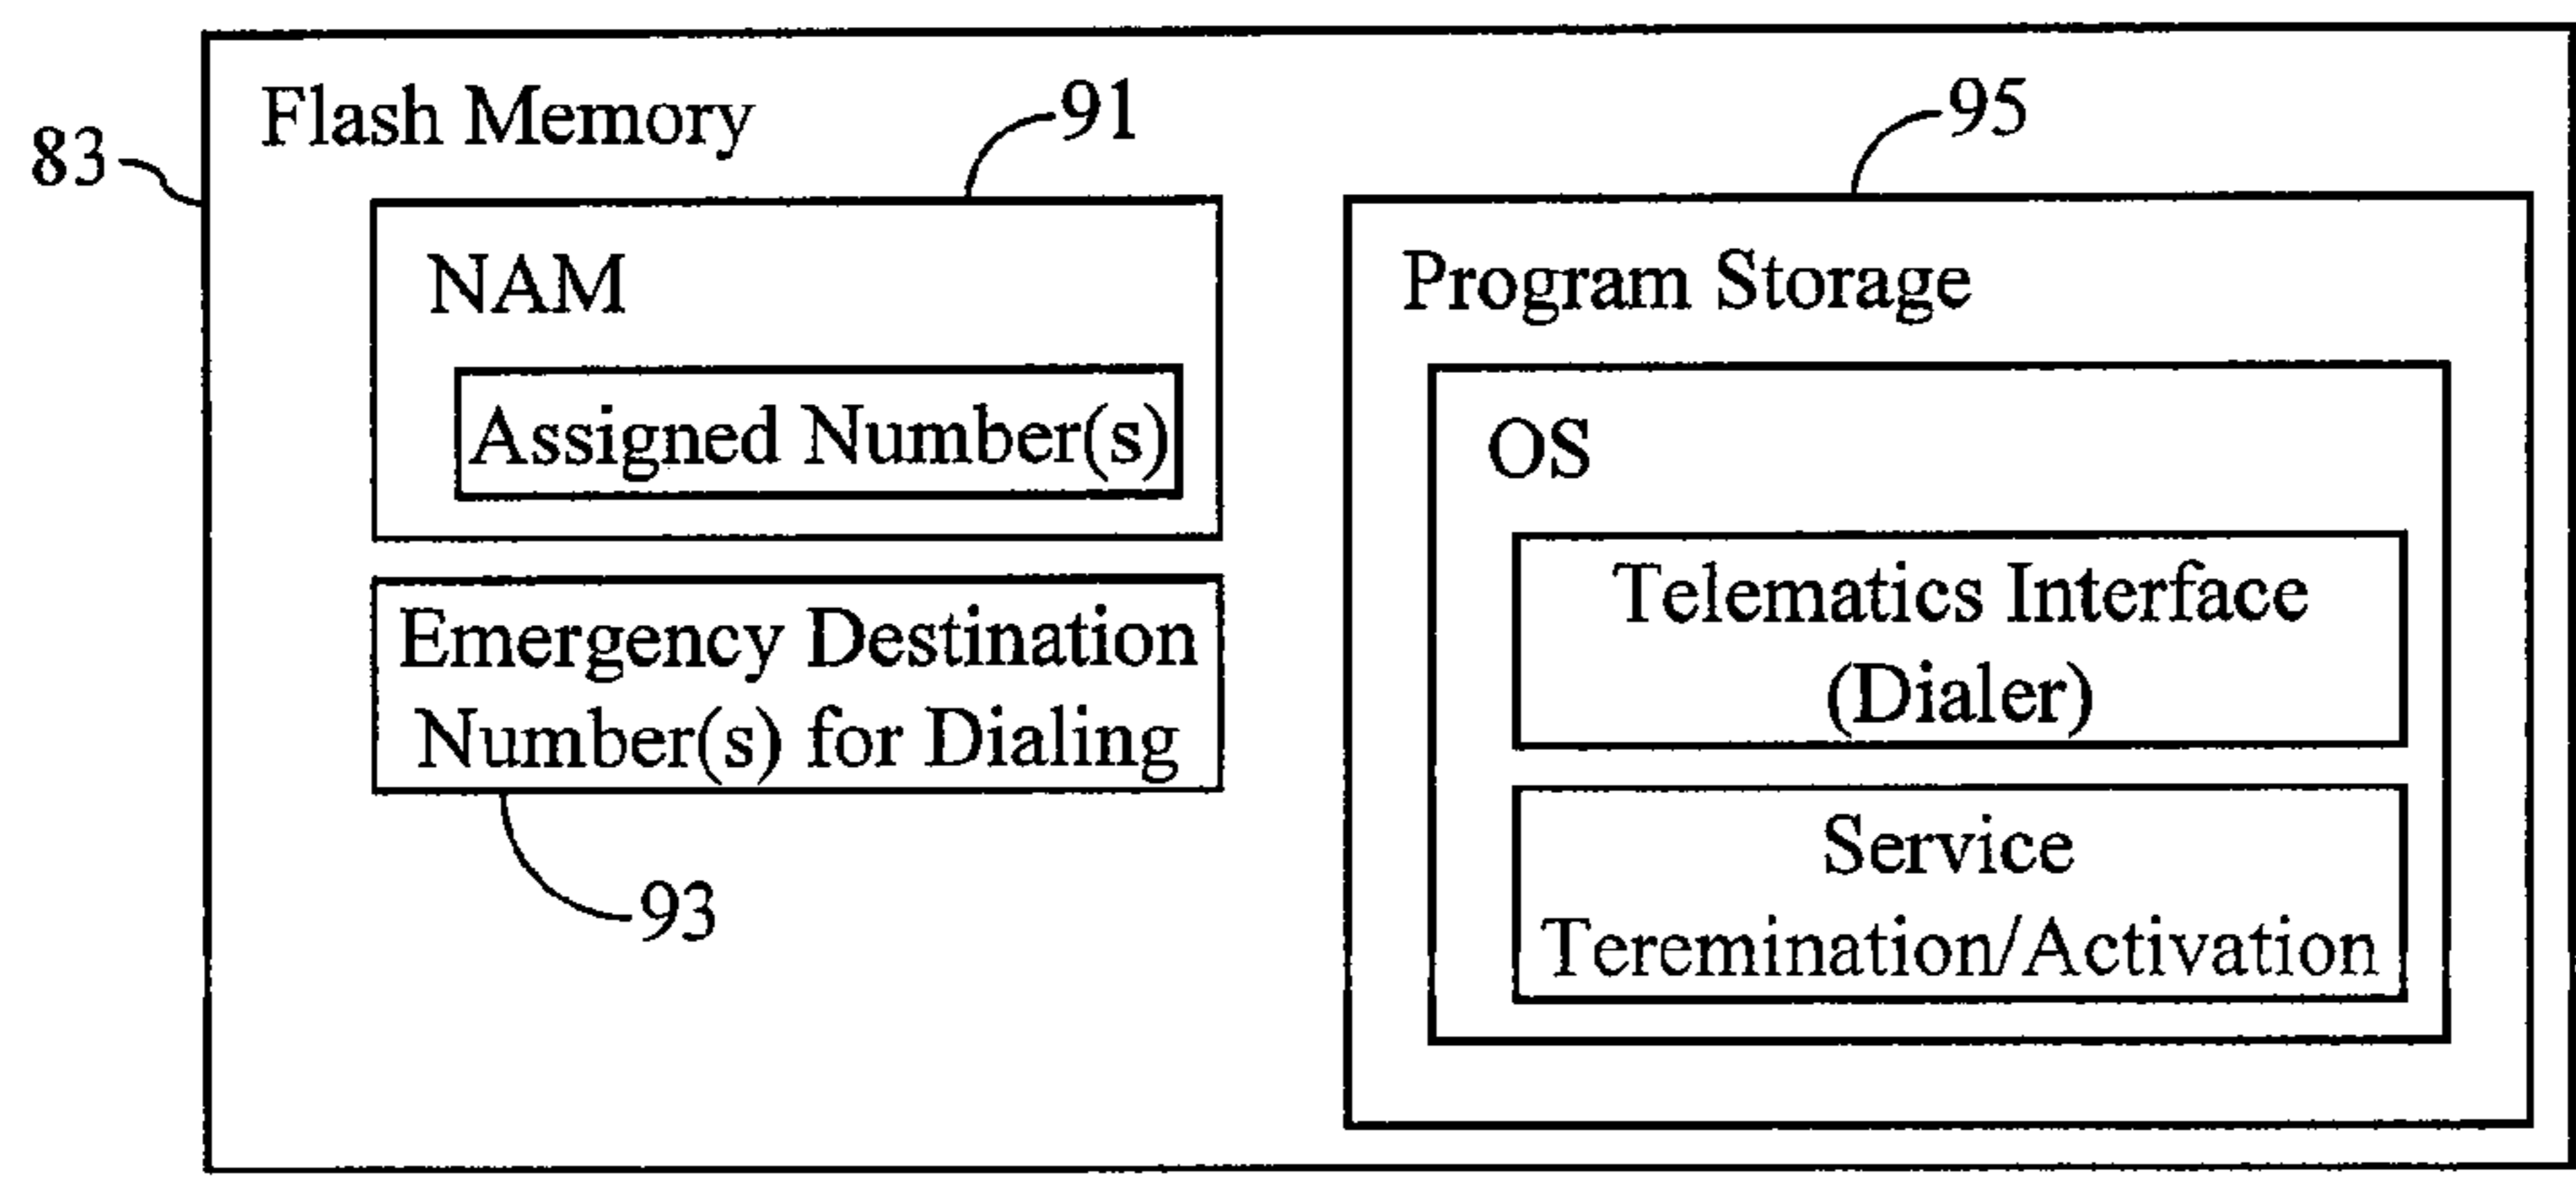 Flash Memory
83
91
NAM
Assigned Number(s)
Emergency Destination
Number(s) for Dialing
93
95
Program Storage
OS
Telematics Interface
(Dialer)
Service
Teremination/Activation